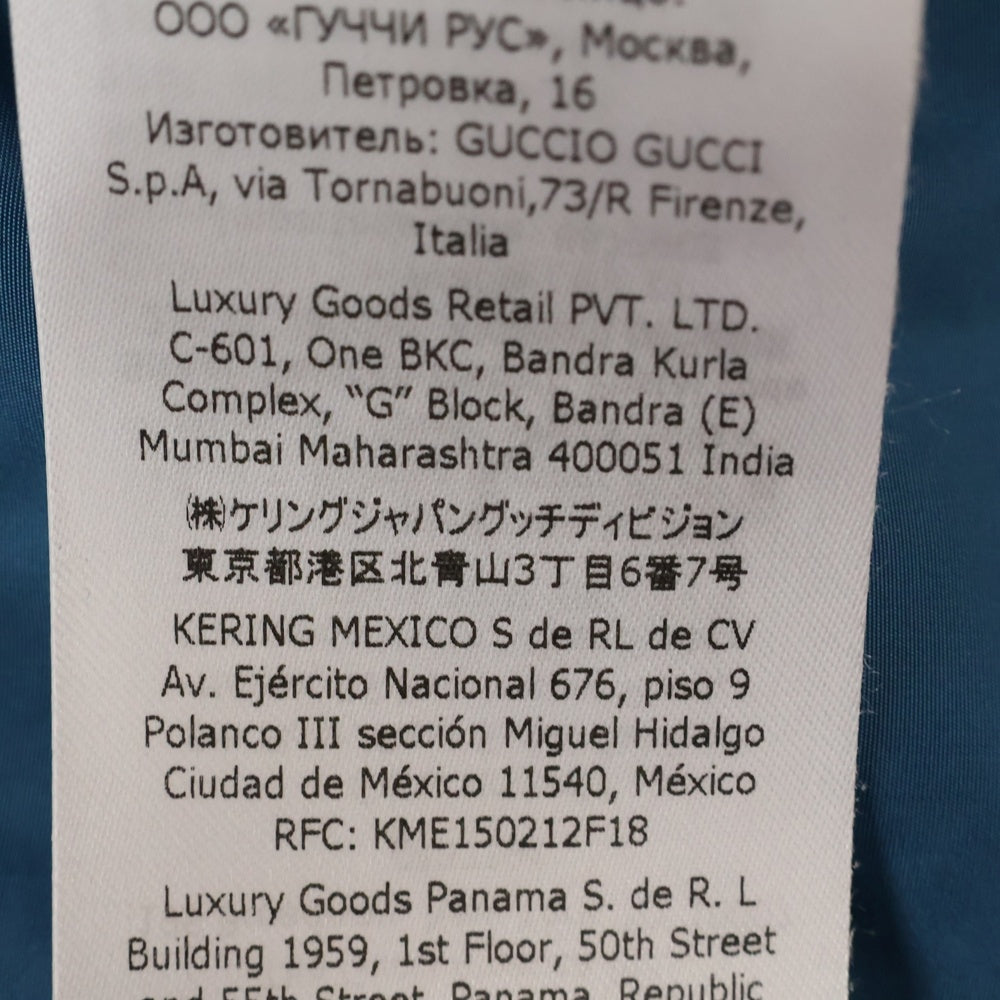 ООО «ГУЧЧИ РУС», Москва,
Петровка, 16
Изготовитель: GUCCIO GUCCI
S.p.A, via Tornabuoni,73/R Firenze,
Italia
Luxury Goods Retail PVT. LTD.
C-601, One BKC, Bandra Kurla
Complex, “G” Block, Bandra (E)
Mumbai Maharashtra 400051 India
㈱ケリングジャパングッチディビジョン
東京都港区北青山3丁目6番7号
KERING MEXICO S de RL de CV
Av. Ejército Nacional 676, piso 9
Polanco III sección Miguel Hidalgo
Ciudad de México 11540, México
RFC: KME150212F18
Luxury Goods Panama S. de R. L
Building 1959, 1st Floor, 50th Street
and 55th Street, Panama, Republic